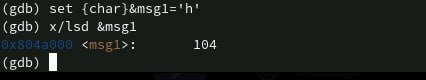 (gdb) set {char}&msg1='h'
(gdb) x/lsd &msg1
0x804a000 <msg1>:       104
(gdb)